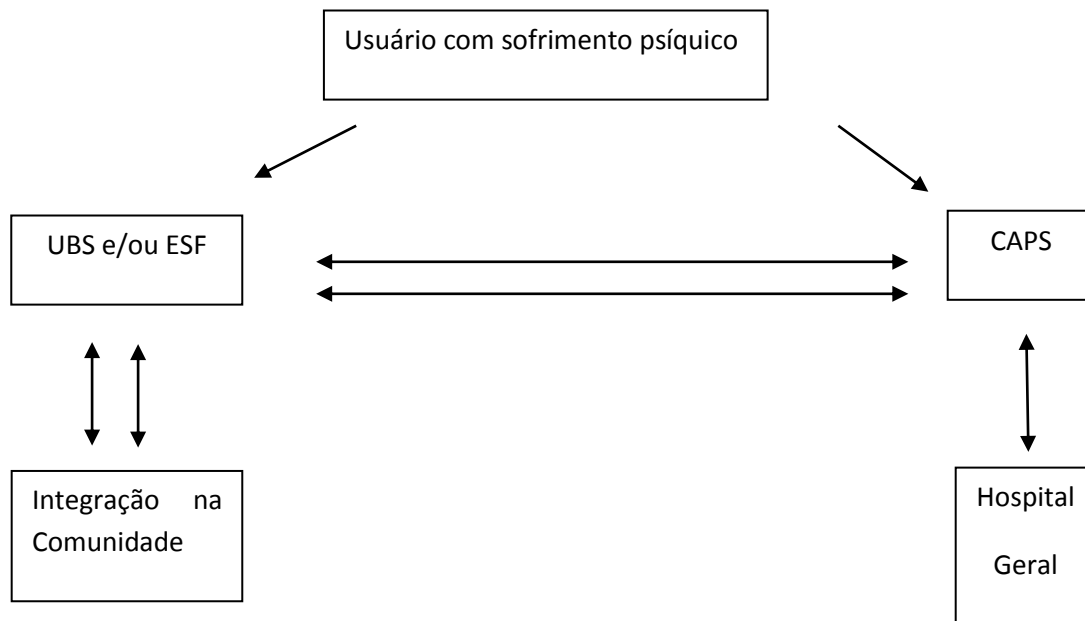 Usuário com sofrimento psíquico
UBS e/ou ESF
CAPS
Integração na
Comunidade
Hospital
Geral